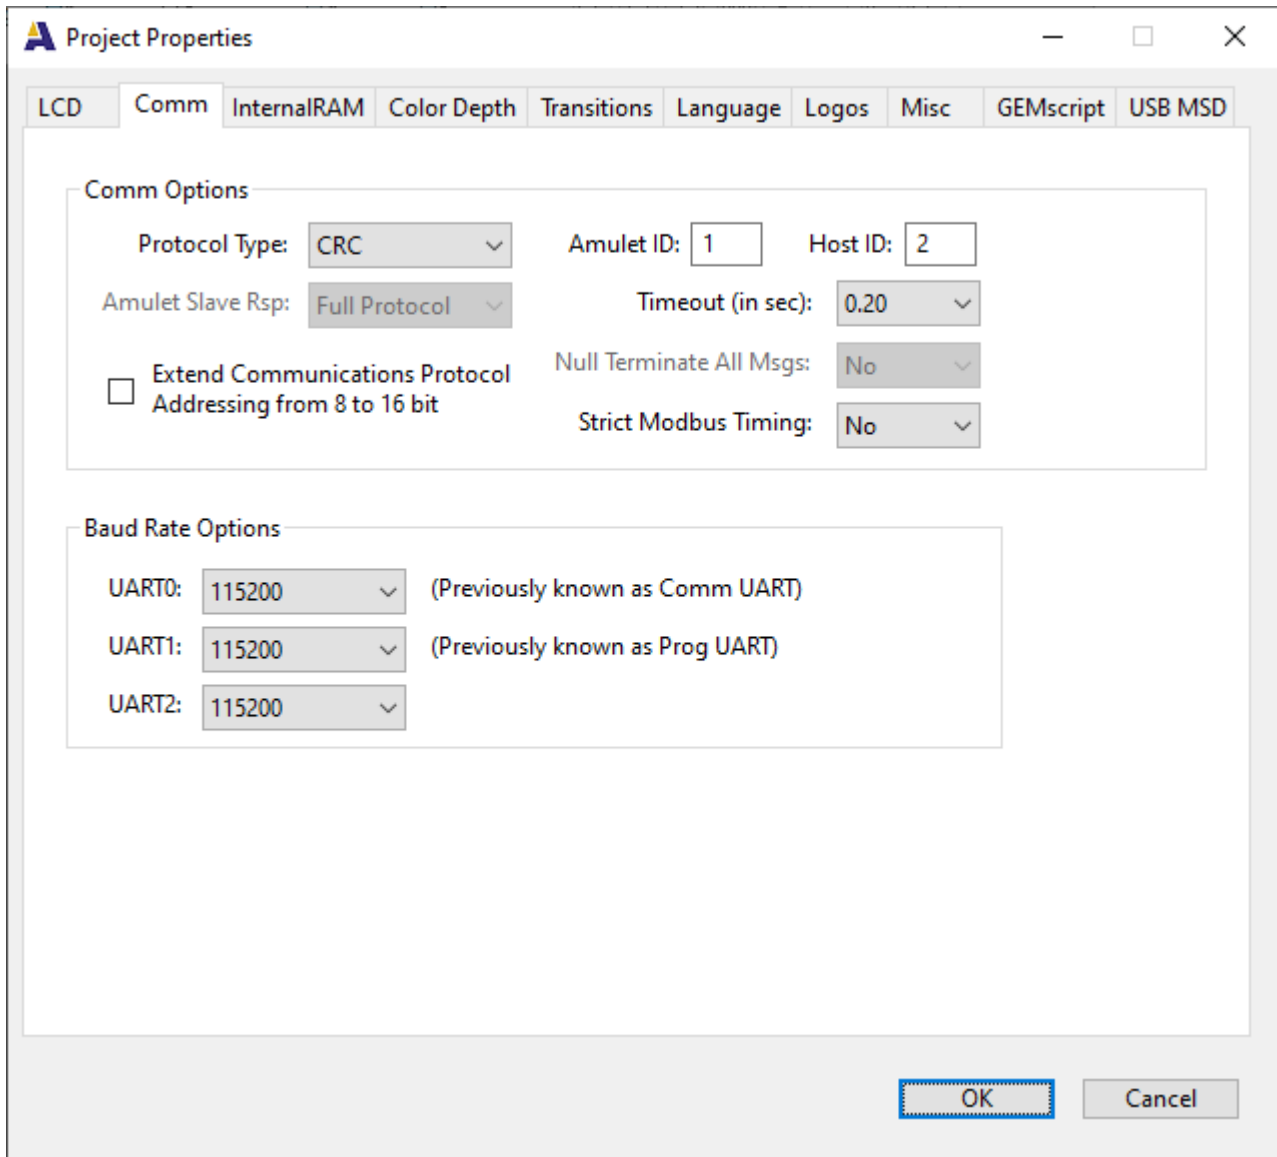 Project Properties
LCD Comm InternalRAM Color Depth Transitions Language Logos Misc GEMscript USB MSD
Comm Options
Protocol Type: CRC Amulet ID: 1 Host ID: 2
Amulet Slave Rsp: Full Protocol Timeout (in sec): 0.20
Extend Communications Protocol
Addressing from 8 to 16 bit
Null Terminate All Msgs: No
Strict Modbus Timing: No
Baud Rate Options
UART0: 115200 (Previously known as Comm UART)
UART1: 115200 (Previously known as Prog UART)
UART2: 115200
OK Cancel